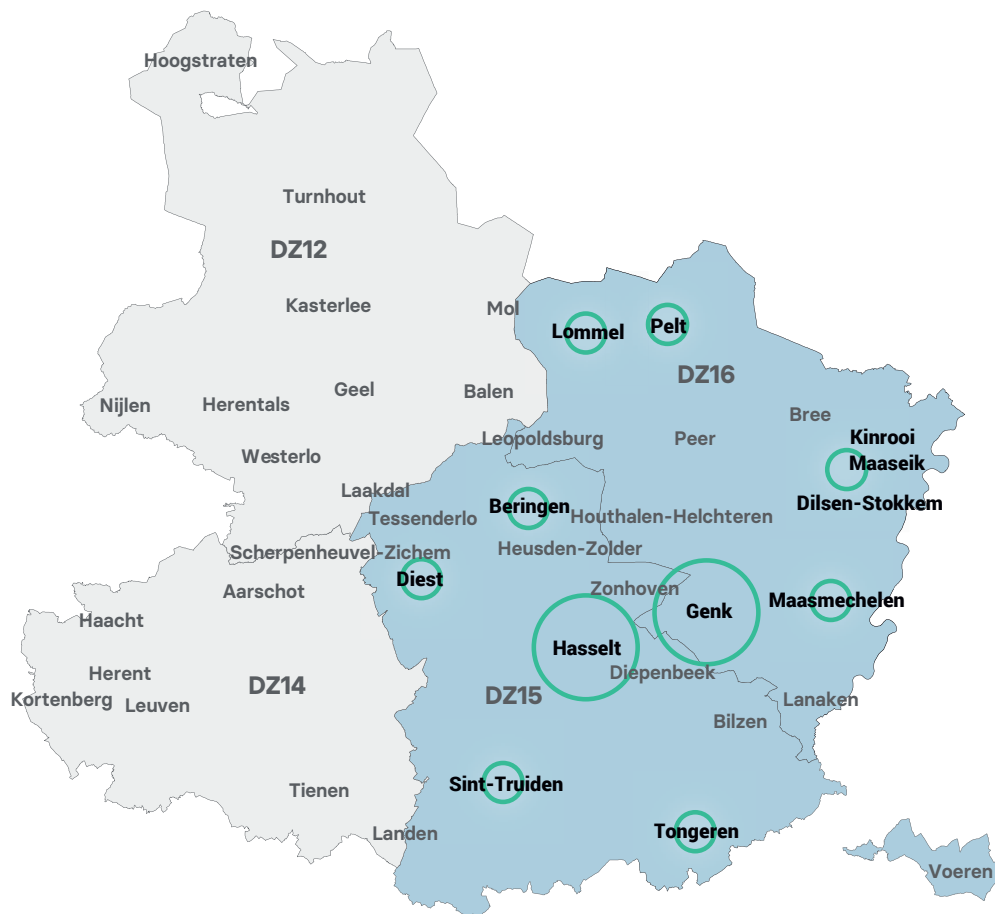 Hoogstraten
Turnhout
DZ12
Kasterlee
Mol
Lommel
Pelt
DZ16
Geel
Balen
Nijlen
Herentals
Bree
Leopoldsburg
Peer
Kinrooi
Westerlo
Maaseik
Laakdal
Dilsen-Stokkem
Beringen
Tessenderlo
Houthalen-Helchteren
Scherpenheuvel-Zichem
Heusden-Zolder
Diest
Aarschot
Zonhoven
Maasmechelen
Genk
Haacht
Hasselt
Herent
Diepenbeek
DZ14
Kortenberg
Leuven
DZ15
Lanaken
Bilzen
Sint-Truiden
Tienen
Landen
Tongeren
Voeren